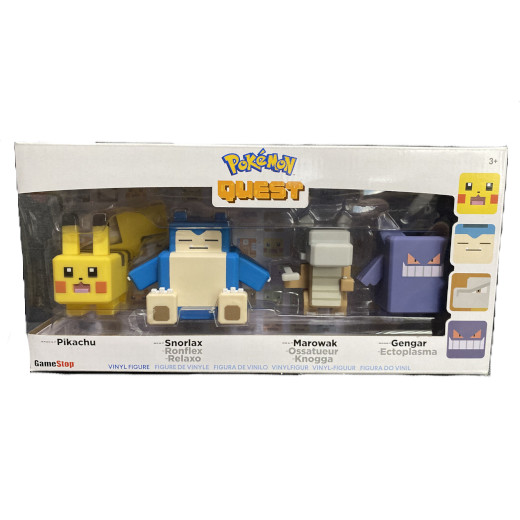 POKéMON
QUEST
3+
Pikachu
Snorlax
Ronflex
Relaxo
Marowak
Ossatueur
Knogga
Gengar
Ectoplasma
GameStop
VINYL FIGURE FIGURE DE VINYLE FIGURA DE VINILO VINYLFIGUR VINYL-FIGUUR FIGURA DO VINIL